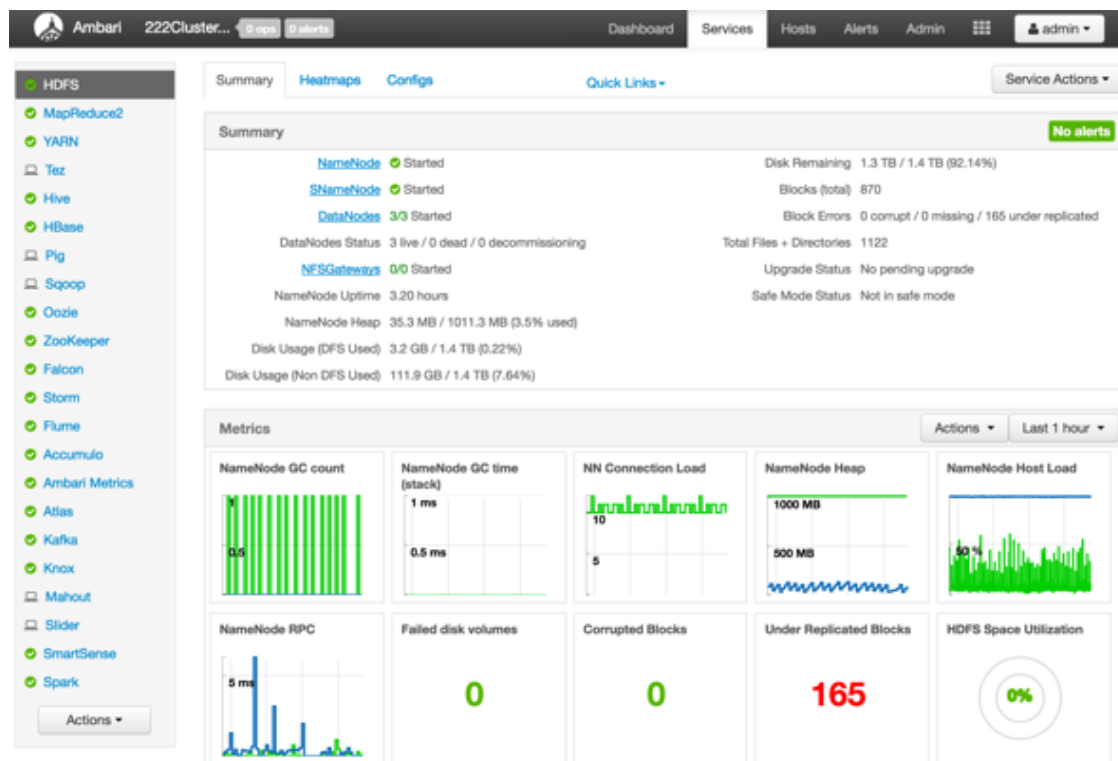 Ambari 222Cluster... 0 ops 0 alerts Dashboard Services Hosts Alerts Admin admin
HDFS
MapReduce2
YARN
Tez
Hive
HBase
Pig
Sqoop
Oozie
ZooKeeper
Falcon
Storm
Flume
Accumulo
Ambari Metrics
Atlas
Kafka
Knox
Mahout
Slider
SmartSense
Spark
Actions
Summary Heatmaps Configs Quick Links Service Actions
Summary No alerts
NameNode Started
SNameNode Started
DataNodes 3/3 Started
DataNodes Status 3 live / 0 dead / 0 decommissioning
NFSGateways 0/0 Started
NameNode Uptime 3.20 hours
NameNode Heap 35.3 MB / 1011.3 MB (3.5% used)
Disk Usage (DFS Used) 3.2 GB / 1.4 TB (0.22%)
Disk Usage (Non DFS Used) 111.9 GB / 1.4 TB (7.64%)
Disk Remaining 1.3 TB / 1.4 TB (92.14%)
Blocks (total) 870
Block Errors 0 corrupt / 0 missing / 165 under replicated
Total Files + Directories 1122
Upgrade Status No pending upgrade
Safe Mode Status Not in safe mode
Metrics Actions Last 1 hour
NameNode GC count
1
0.5
NameNode GC time
(stack)
1 ms
0.5 ms
NN Connection Load
10
5
NameNode Heap
1000 MB
500 MB
NameNode Host Load
50 %
NameNode RPC
5 ms
Failed disk volumes
0
Corrupted Blocks
0
Under Replicated Blocks
165
HDFS Space Utilization
0%